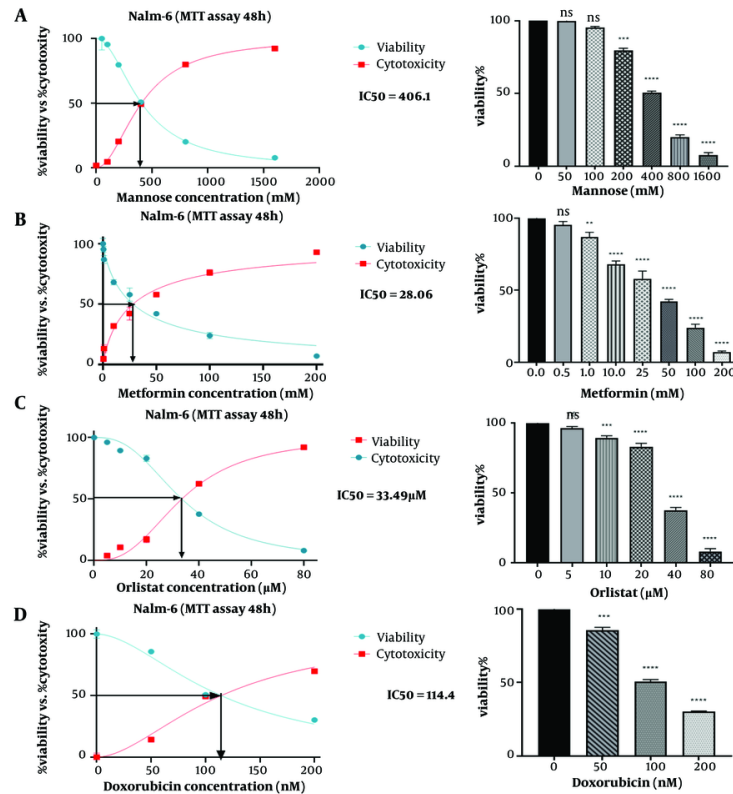 A
Nalm-6 (MTT assay 48h)
%viability vs %cytotoxity
100
50
0
0
500
1000
1500
2000
Mannose concentration (mM)
Viability
Cytotoxicity
IC50 = 406.1
viability%
100
50
0
ns
ns
***
****
****
****
0
50
100
200
400
800
1600
Mannose (mM)
B
Nalm-6 (MTT assay 48h)
%viability vs. %cytotoxity
100
50
0
0
50
100
150
200
Metformin concentration (mM)
Viability
Cytotoxicity
IC50 = 28.06
viability%
100
50
0
ns
**
****
****
****
****
****
0.0
0.5
1.0
10.0
25
50
100
200
Metformin (mM)
C
Nalm-6 (MTT assay 48h)
%viability vs. %cytotoxity
100
50
0
0
20
40
60
80
Orlistat concentration (µM)
Viability
Cytotoxicity
IC50 = 33.49µM
viability%
100
50
0
ns
***
****
****
****
0
5
10
20
40
80
Orlistat (µM)
D
Nalm-6 (MTT assay 48h)
%viability vs. %cytotoxity
100
50
0
0
50
100
150
200
Doxorubicin concentration (nM)
Viability
Cytotoxicity
IC50 = 114.4
viability%
100
50
0
***
****
****
0
50
100
200
Doxorubicin (nM)